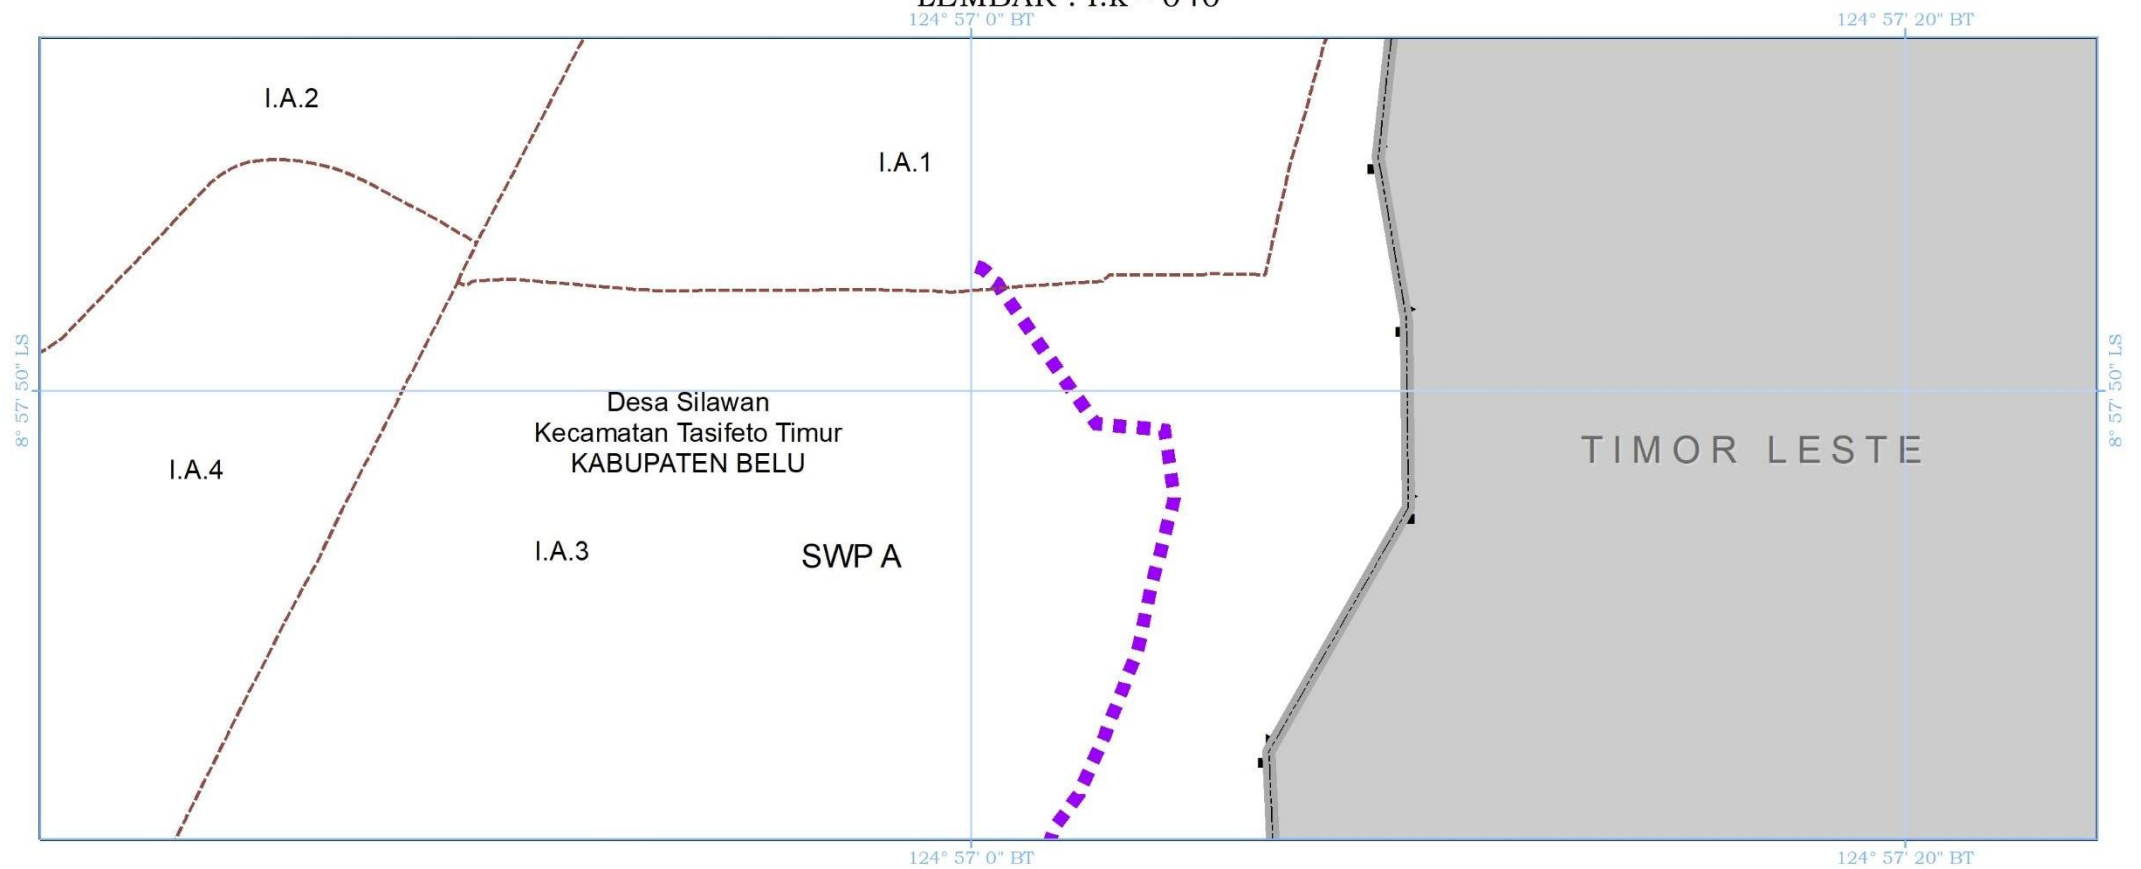 124° 57' 0" BT
124° 57' 20" BT
I.A.2
I.A.1
8° 57' 50" LS
8° 57' 50" LS
Desa Silawan
Kecamatan Tasifeto Timur
KABUPATEN BELU
TIMOR LESTE
I.A.4
I.A.3
SWP A
124° 57' 0" BT
124° 57' 20" BT